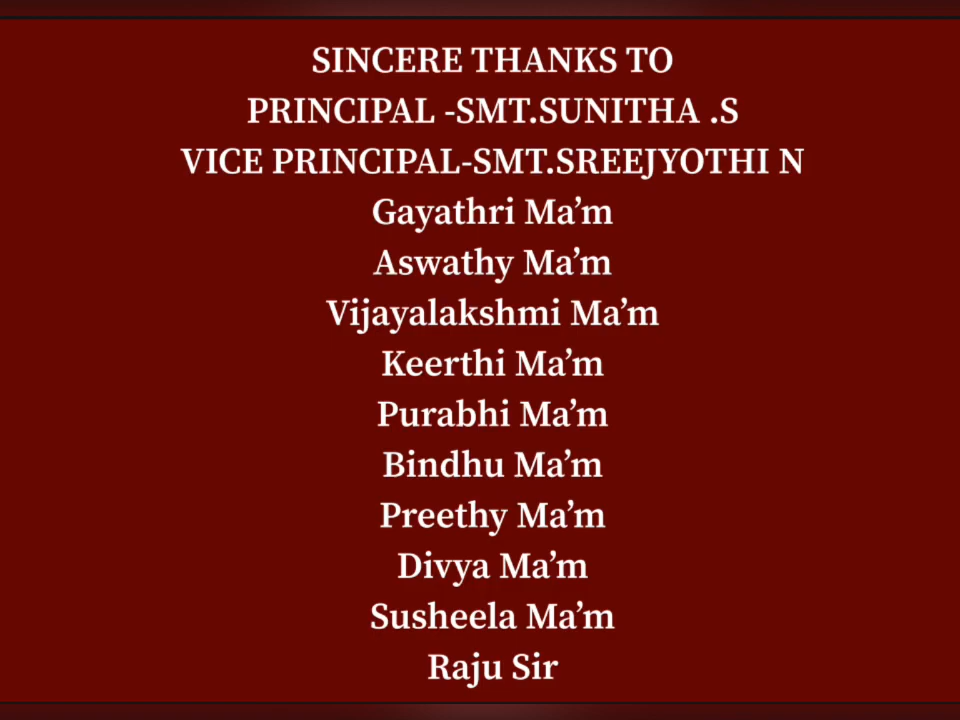 SINCERE THANKS TO
PRINCIPAL -SMT.SUNITHA .S
VICE PRINCIPAL-SMT.SREEJYOTHI N
Gayathri Ma’m
Aswathy Ma’m
Vijayalakshmi Ma’m
Keerthi Ma’m
Purabhi Ma’m
Bindhu Ma’m
Preethy Ma’m
Divya Ma’m
Susheela Ma’m
Raju Sir